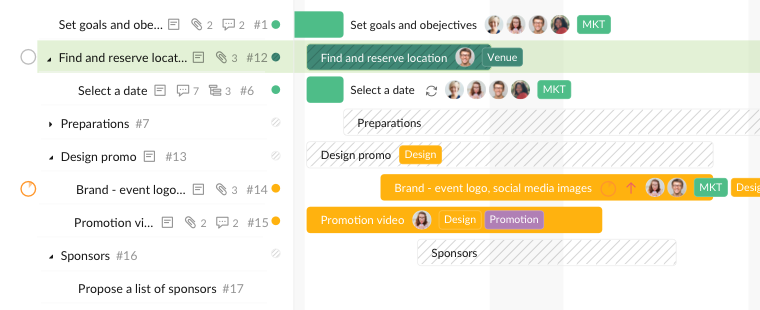 Set goals and obe... 2 2 #1 Set goals and obejectives MKT
Find and reserve locat... 3 #12 Find and reserve location Venue
Select a date 7 3 #6 Select a date MKT
Preparations #7 Preparations
Design promo #13 Design promo Design
Brand - event logo... 3 #14 Brand - event logo, social media images MKT Desig
Promotion vi... 2 2 #15 Promotion video Design Promotion
Sponsors #16 Sponsors
Propose a list of sponsors #17